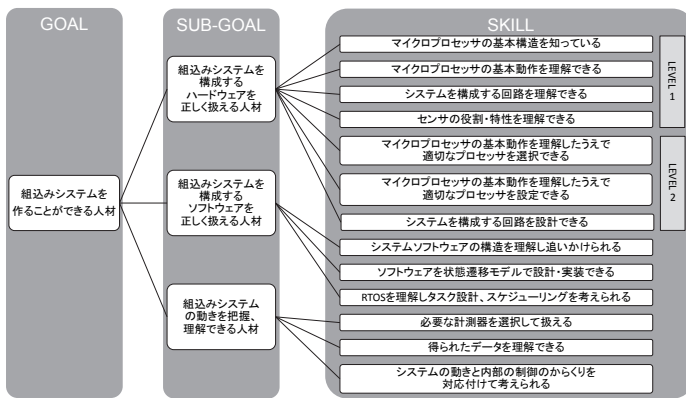 GOAL
SUB-GOAL
SKILL
組込みシステムを
作ることができる人材
組込みシステムを
構成する
ハードウェアを
正しく扱える人材
組込みシステムを
構成する
ソフトウェアを
正しく扱える人材
組込みシステム
の動きを把握、
理解できる人材
マイクロプロセッサの基本構造を知っている
マイクロプロセッサの基本動作を理解できる
システムを構成する回路を理解できる
センサの役割・特性を理解できる
マイクロプロセッサの基本動作を理解したうえで
適切なプロセッサを選択できる
マイクロプロセッサの基本動作を理解したうえで
適切なプロセッサを設定できる
システムを構成する回路を設計できる
システムソフトウェアの構造を理解し追いかけられる
ソフトウェアを状態遷移モデルで設計・実装できる
RTOSを理解しタスク設計、スケジューリングを考えられる
必要な計測器を選択して扱える
得られたデータを理解できる
システムの動きと内部の制御のからくりを
対応付けて考えられる
LEVEL 1
LEVEL 2